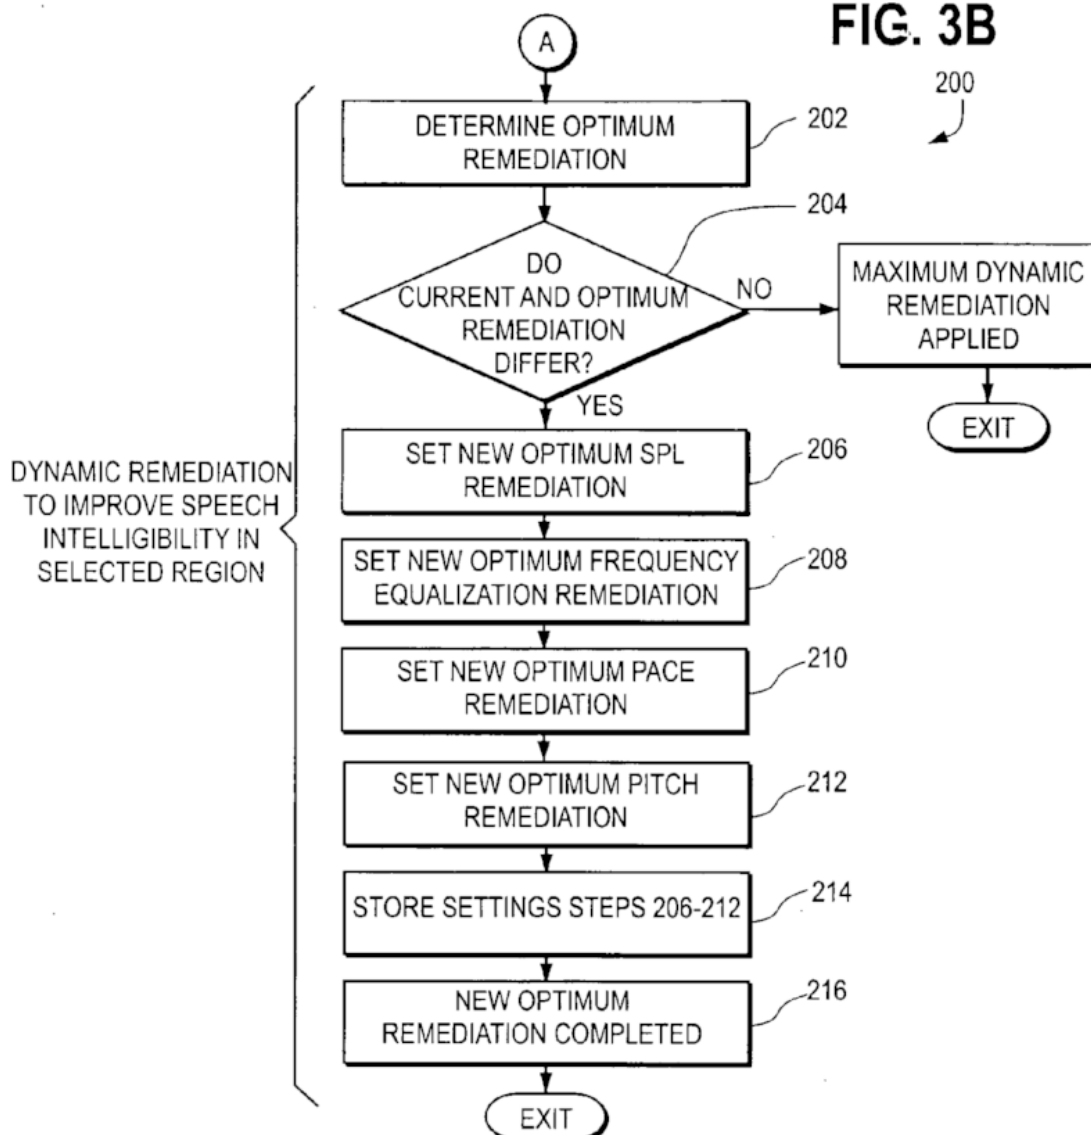 FIG. 3B
200
A
DETERMINE OPTIMUM
REMEDIATION
202
204
DO
CURRENT AND OPTIMUM
REMEDIATION
DIFFER?
NO
MAXIMUM DYNAMIC
REMEDIATION
APPLIED
EXIT
YES
SET NEW OPTIMUM SPL
REMEDIATION
206
DYNAMIC REMEDIATION
TO IMPROVE SPEECH
INTELLIGIBILITY IN
SELECTED REGION
SET NEW OPTIMUM FREQUENCY
EQUALIZATION REMEDIATION
208
SET NEW OPTIMUM PACE
REMEDIATION
210
SET NEW OPTIMUM PITCH
REMEDIATION
212
STORE SETTINGS STEPS 206-212
214
NEW OPTIMUM
REMEDIATION COMPLETED
216
EXIT